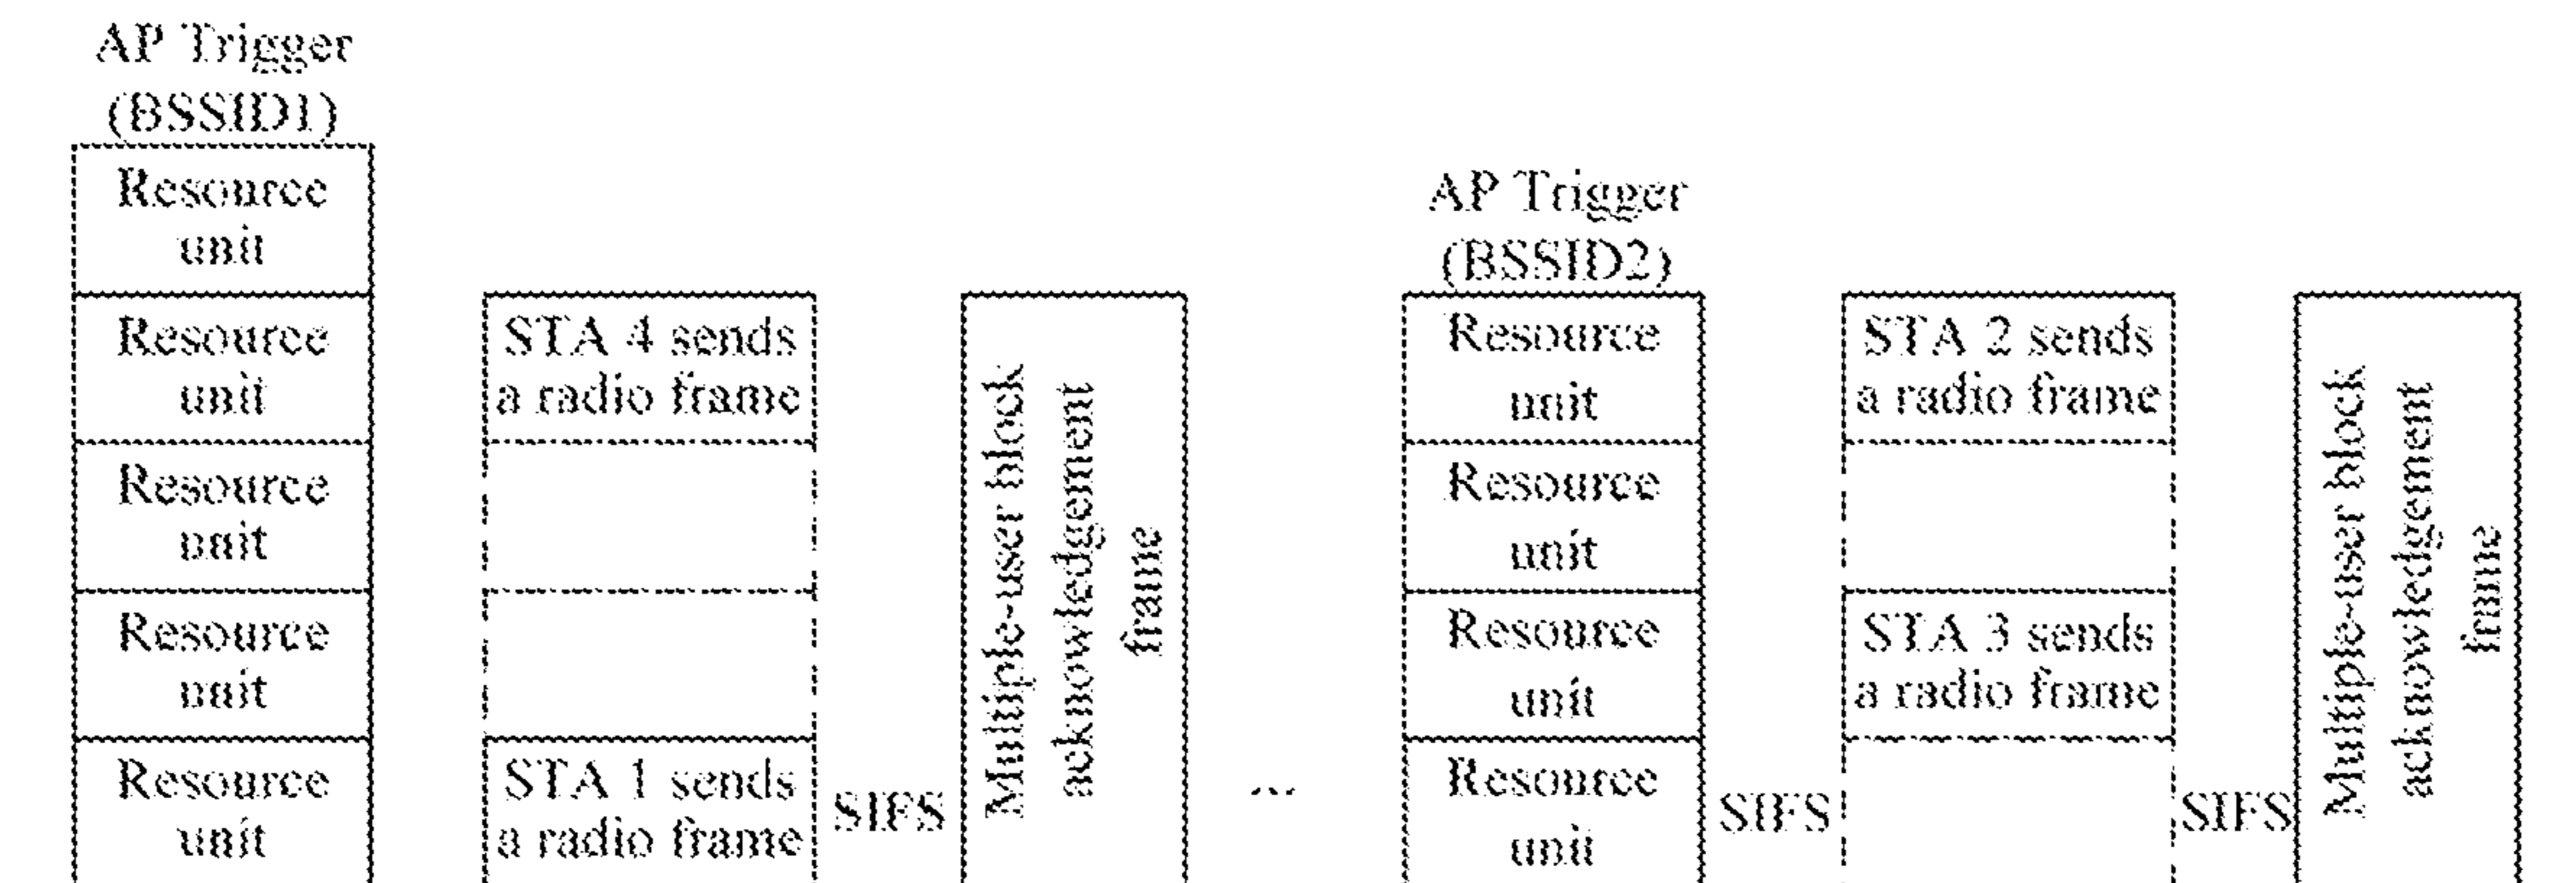 AP Trigger
(BSSID1)
Resource
unit
Resource
unit
Resource
unit
Resource
unit
Resource
unit
STA 4 sends
a radio frame
STA 1 sends
a radio frame
SIFS
Multiple-user block
acknowledgement
frame
...
AP Trigger
(BSSID2)
Resource
unit
Resource
unit
Resource
unit
Resource
unit
SIFS
STA 2 sends
a radio frame
STA 3 sends
a radio frame
SIFS
Multiple-user block
acknowledgement
frame